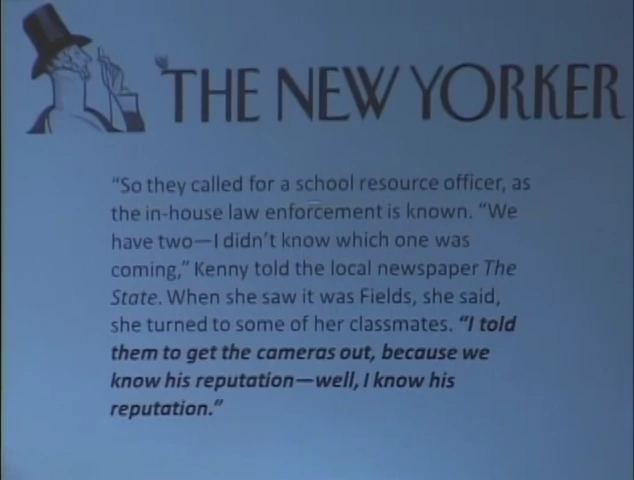 THE NEW YORKER
"So they called for a school resource officer, as
the in-house law enforcement is known. "We
have two—I didn't know which one was
coming," Kenny told the local newspaper The
State. When she saw it was Fields, she said,
she turned to some of her classmates. "I told
them to get the cameras out, because we
know his reputation—well, I know his
reputation."